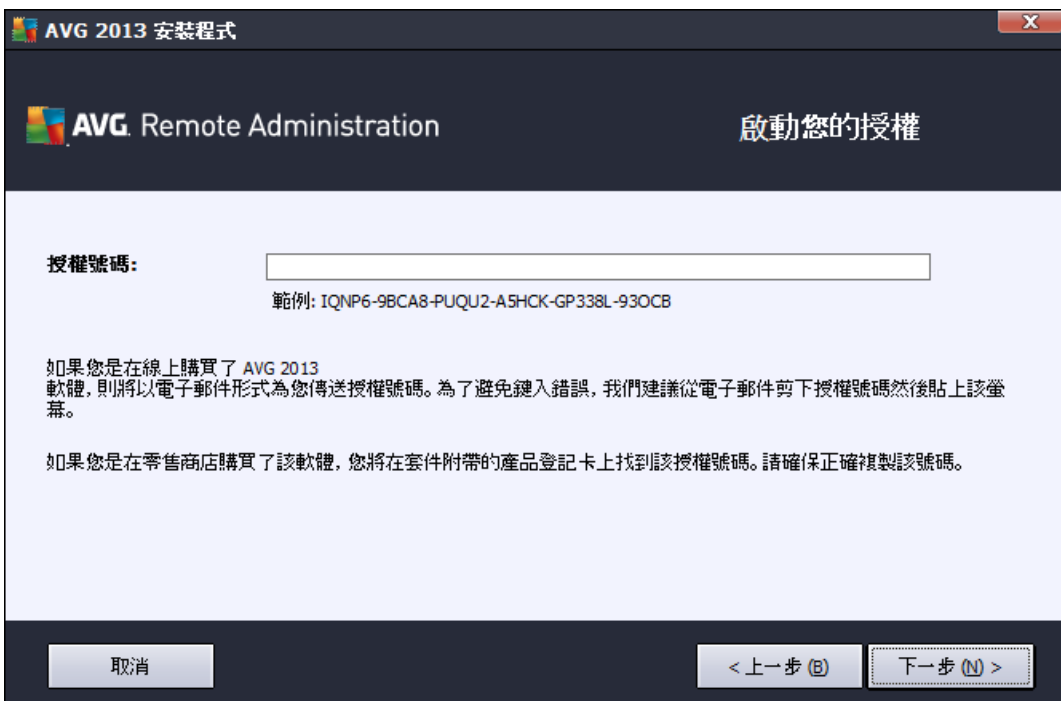 AVG 2013 安裝程式
AVG. Remote Administration
啟動您的授權
授權號碼:
範例: IQNP6-9BCA8-PUQU2-A5HCK-GP338L-93OCB
如果您是在線上購買了 AVG 2013
軟體, 則將以電子郵件形式為您傳送授權號碼。為了避免鍵入錯誤, 我們建議從電子郵件剪下授權號碼然後貼上該螢
幕。
如果您是在零售商店購買了該軟體, 您將在套件附帶的產品登記卡上找到該授權號碼。請確保正確複製該號碼。
取消
< 上一步 (B)
下一步 (N) >